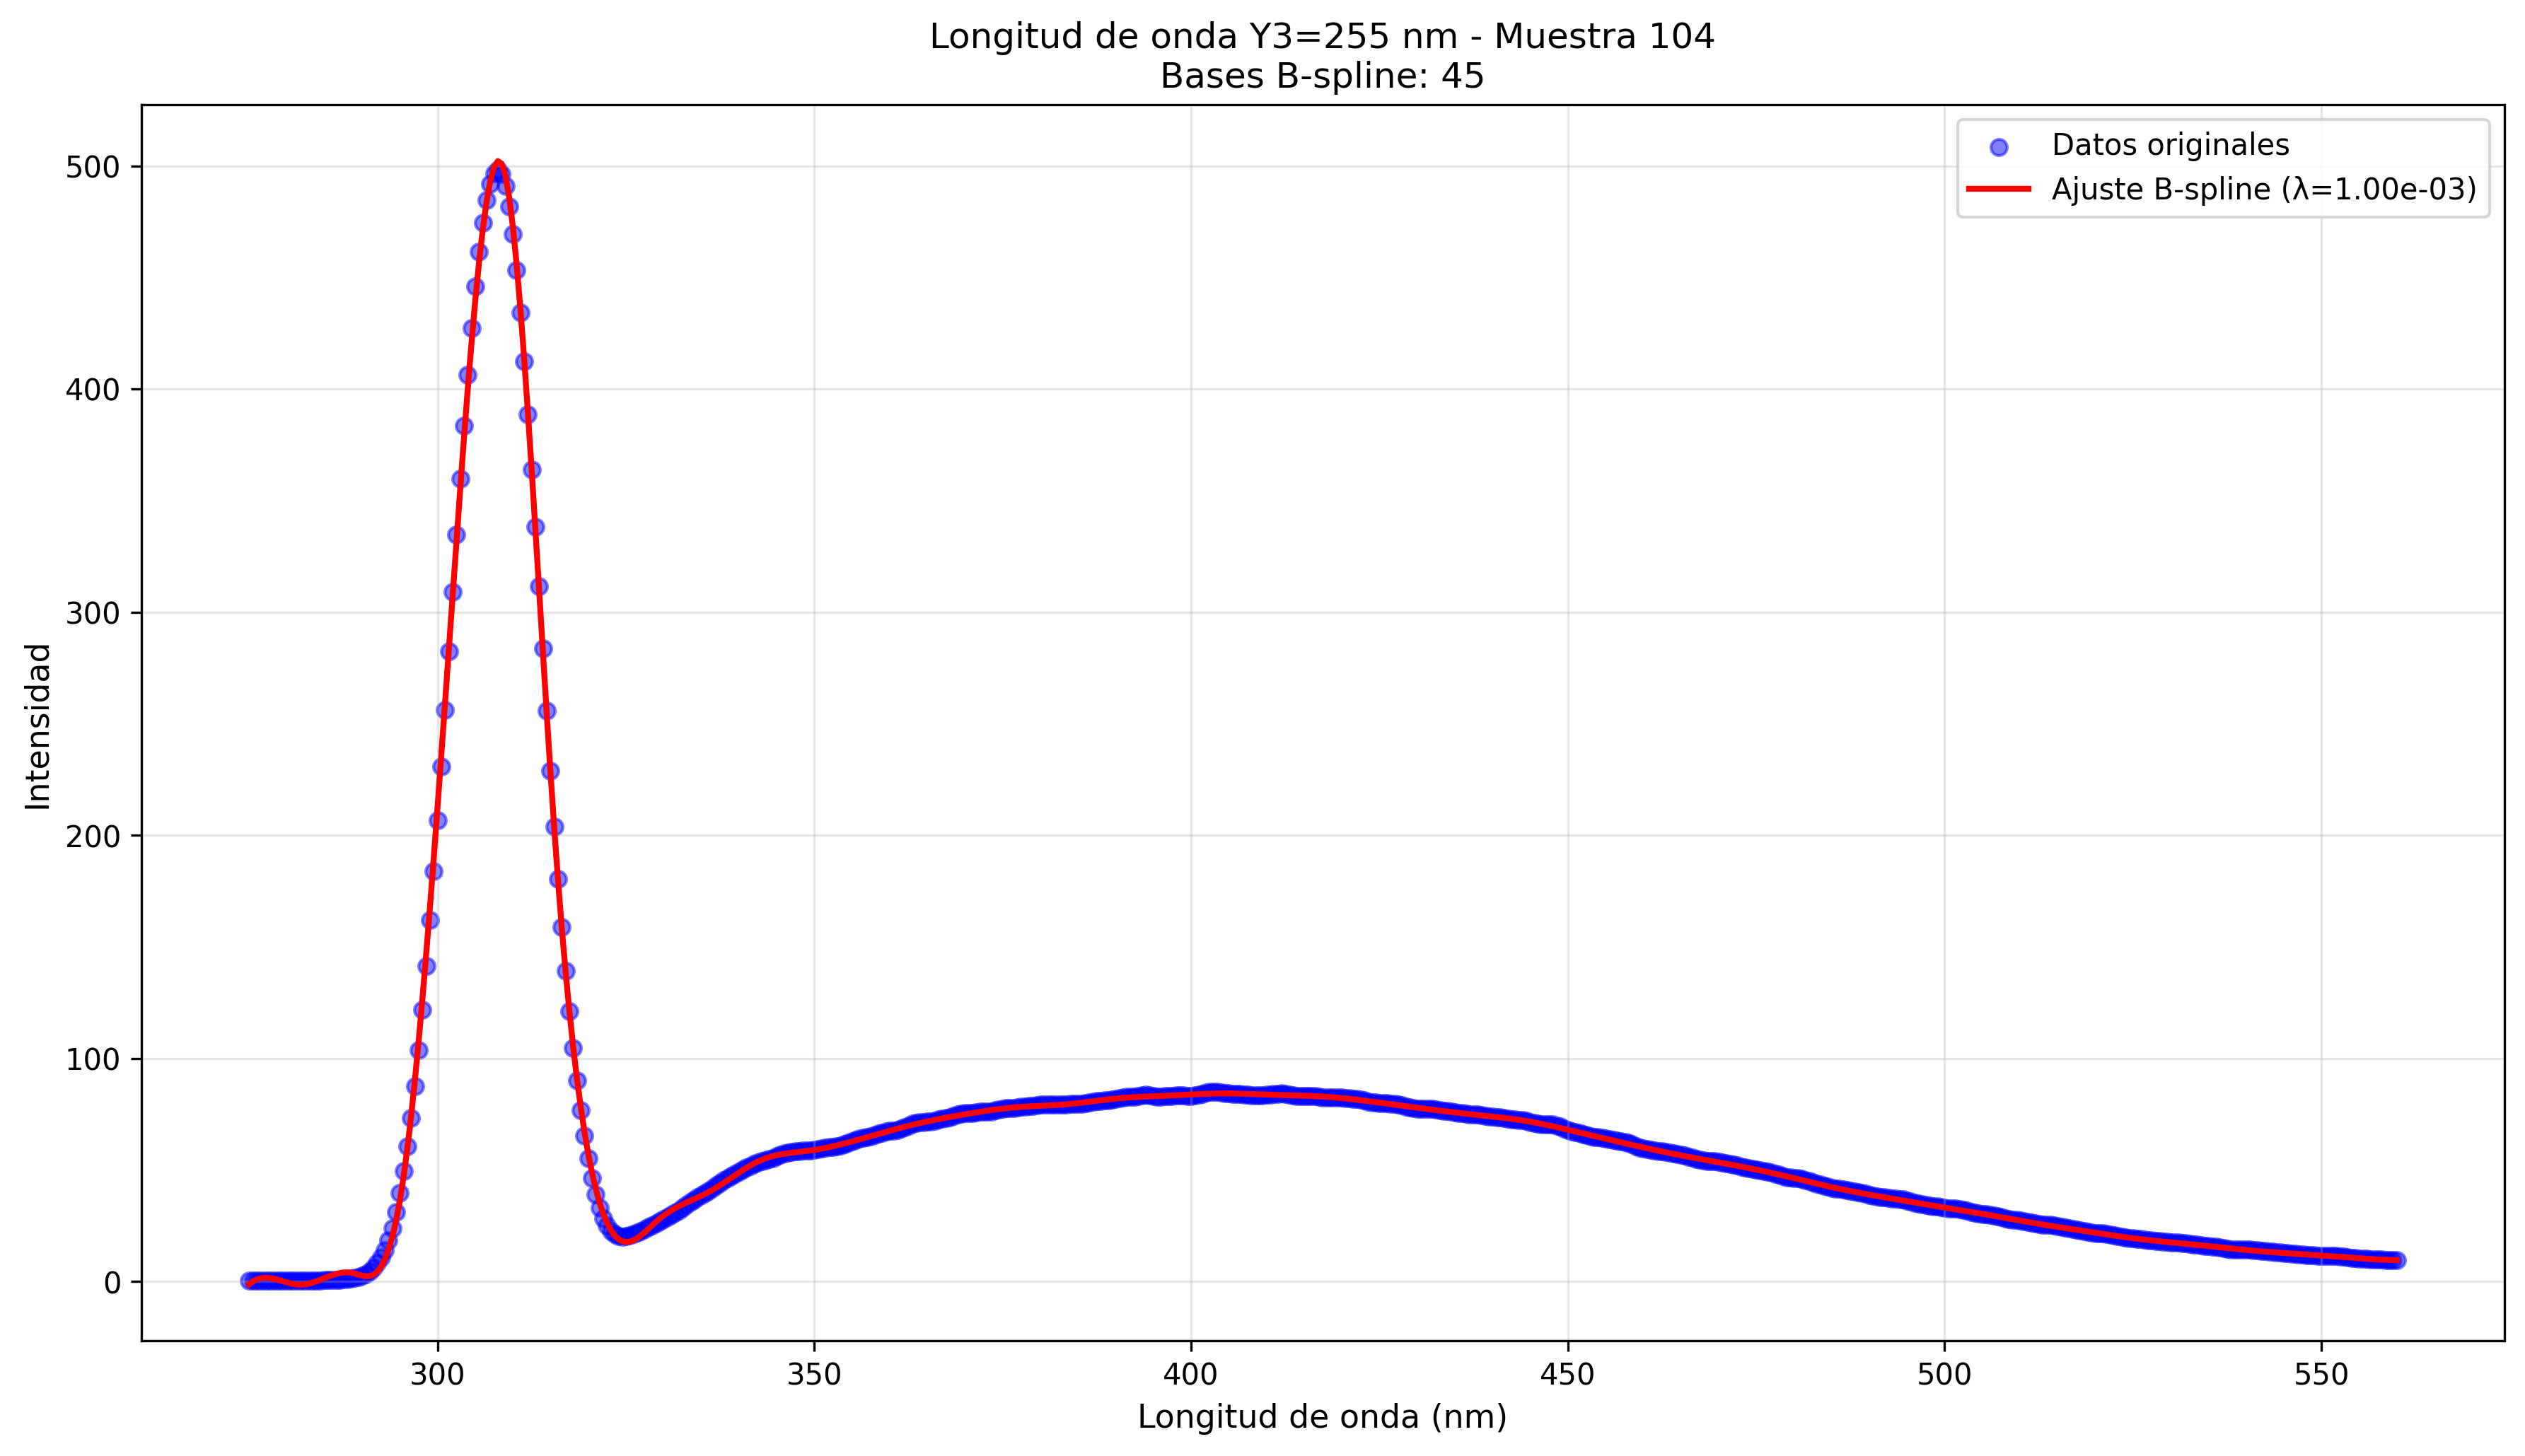 Longitud de onda Y3=255 nm - Muestra 104
Bases B-spline: 45
Datos originales
Ajuste B-spline (λ=1.00e-03)
Intensidad
500
400
300
200
100
0
300
350
400
450
500
550
Longitud de onda (nm)